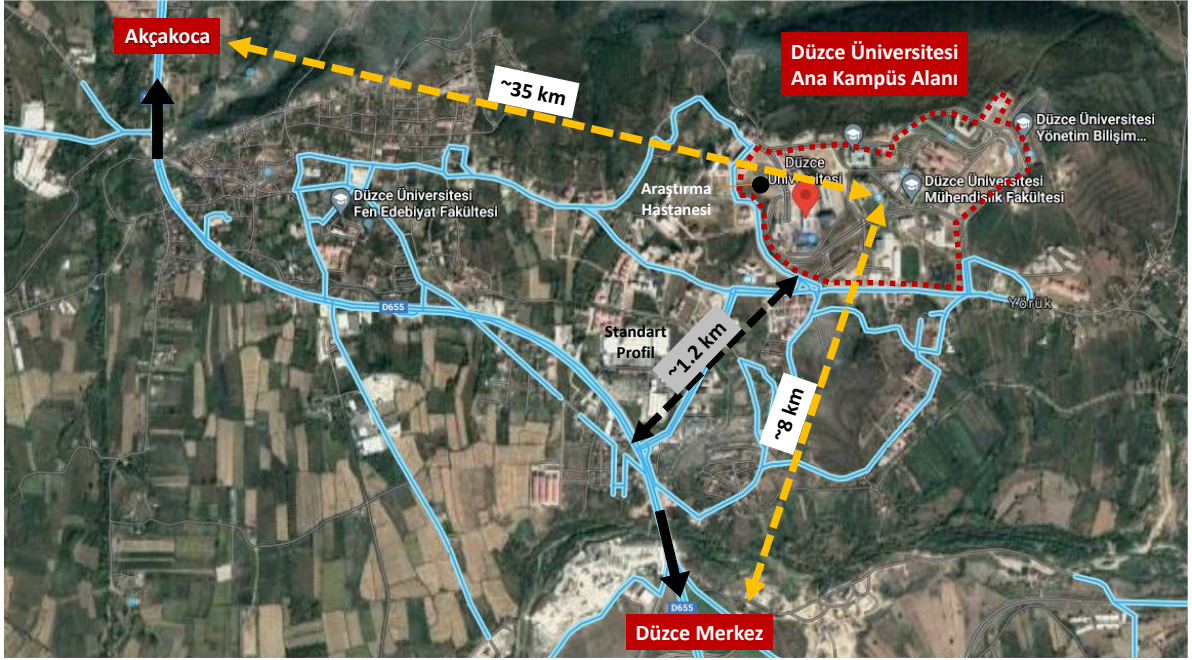 Akçakoca
Düzce Üniversitesi
Ana Kampüs Alanı
~35 km
Düzce Üniversitesi
Yönetim Bilişim...
Düzce
Üniversitesi
Araştırma
Hastanesi
Düzce Üniversitesi
Mühendislik Fakültesi
Düzce Üniversitesi
Fen Edebiyat Fakültesi
D655
Yörük
Standart
Profil
~1.2 km
~8 km
D655
Düzce Merkez